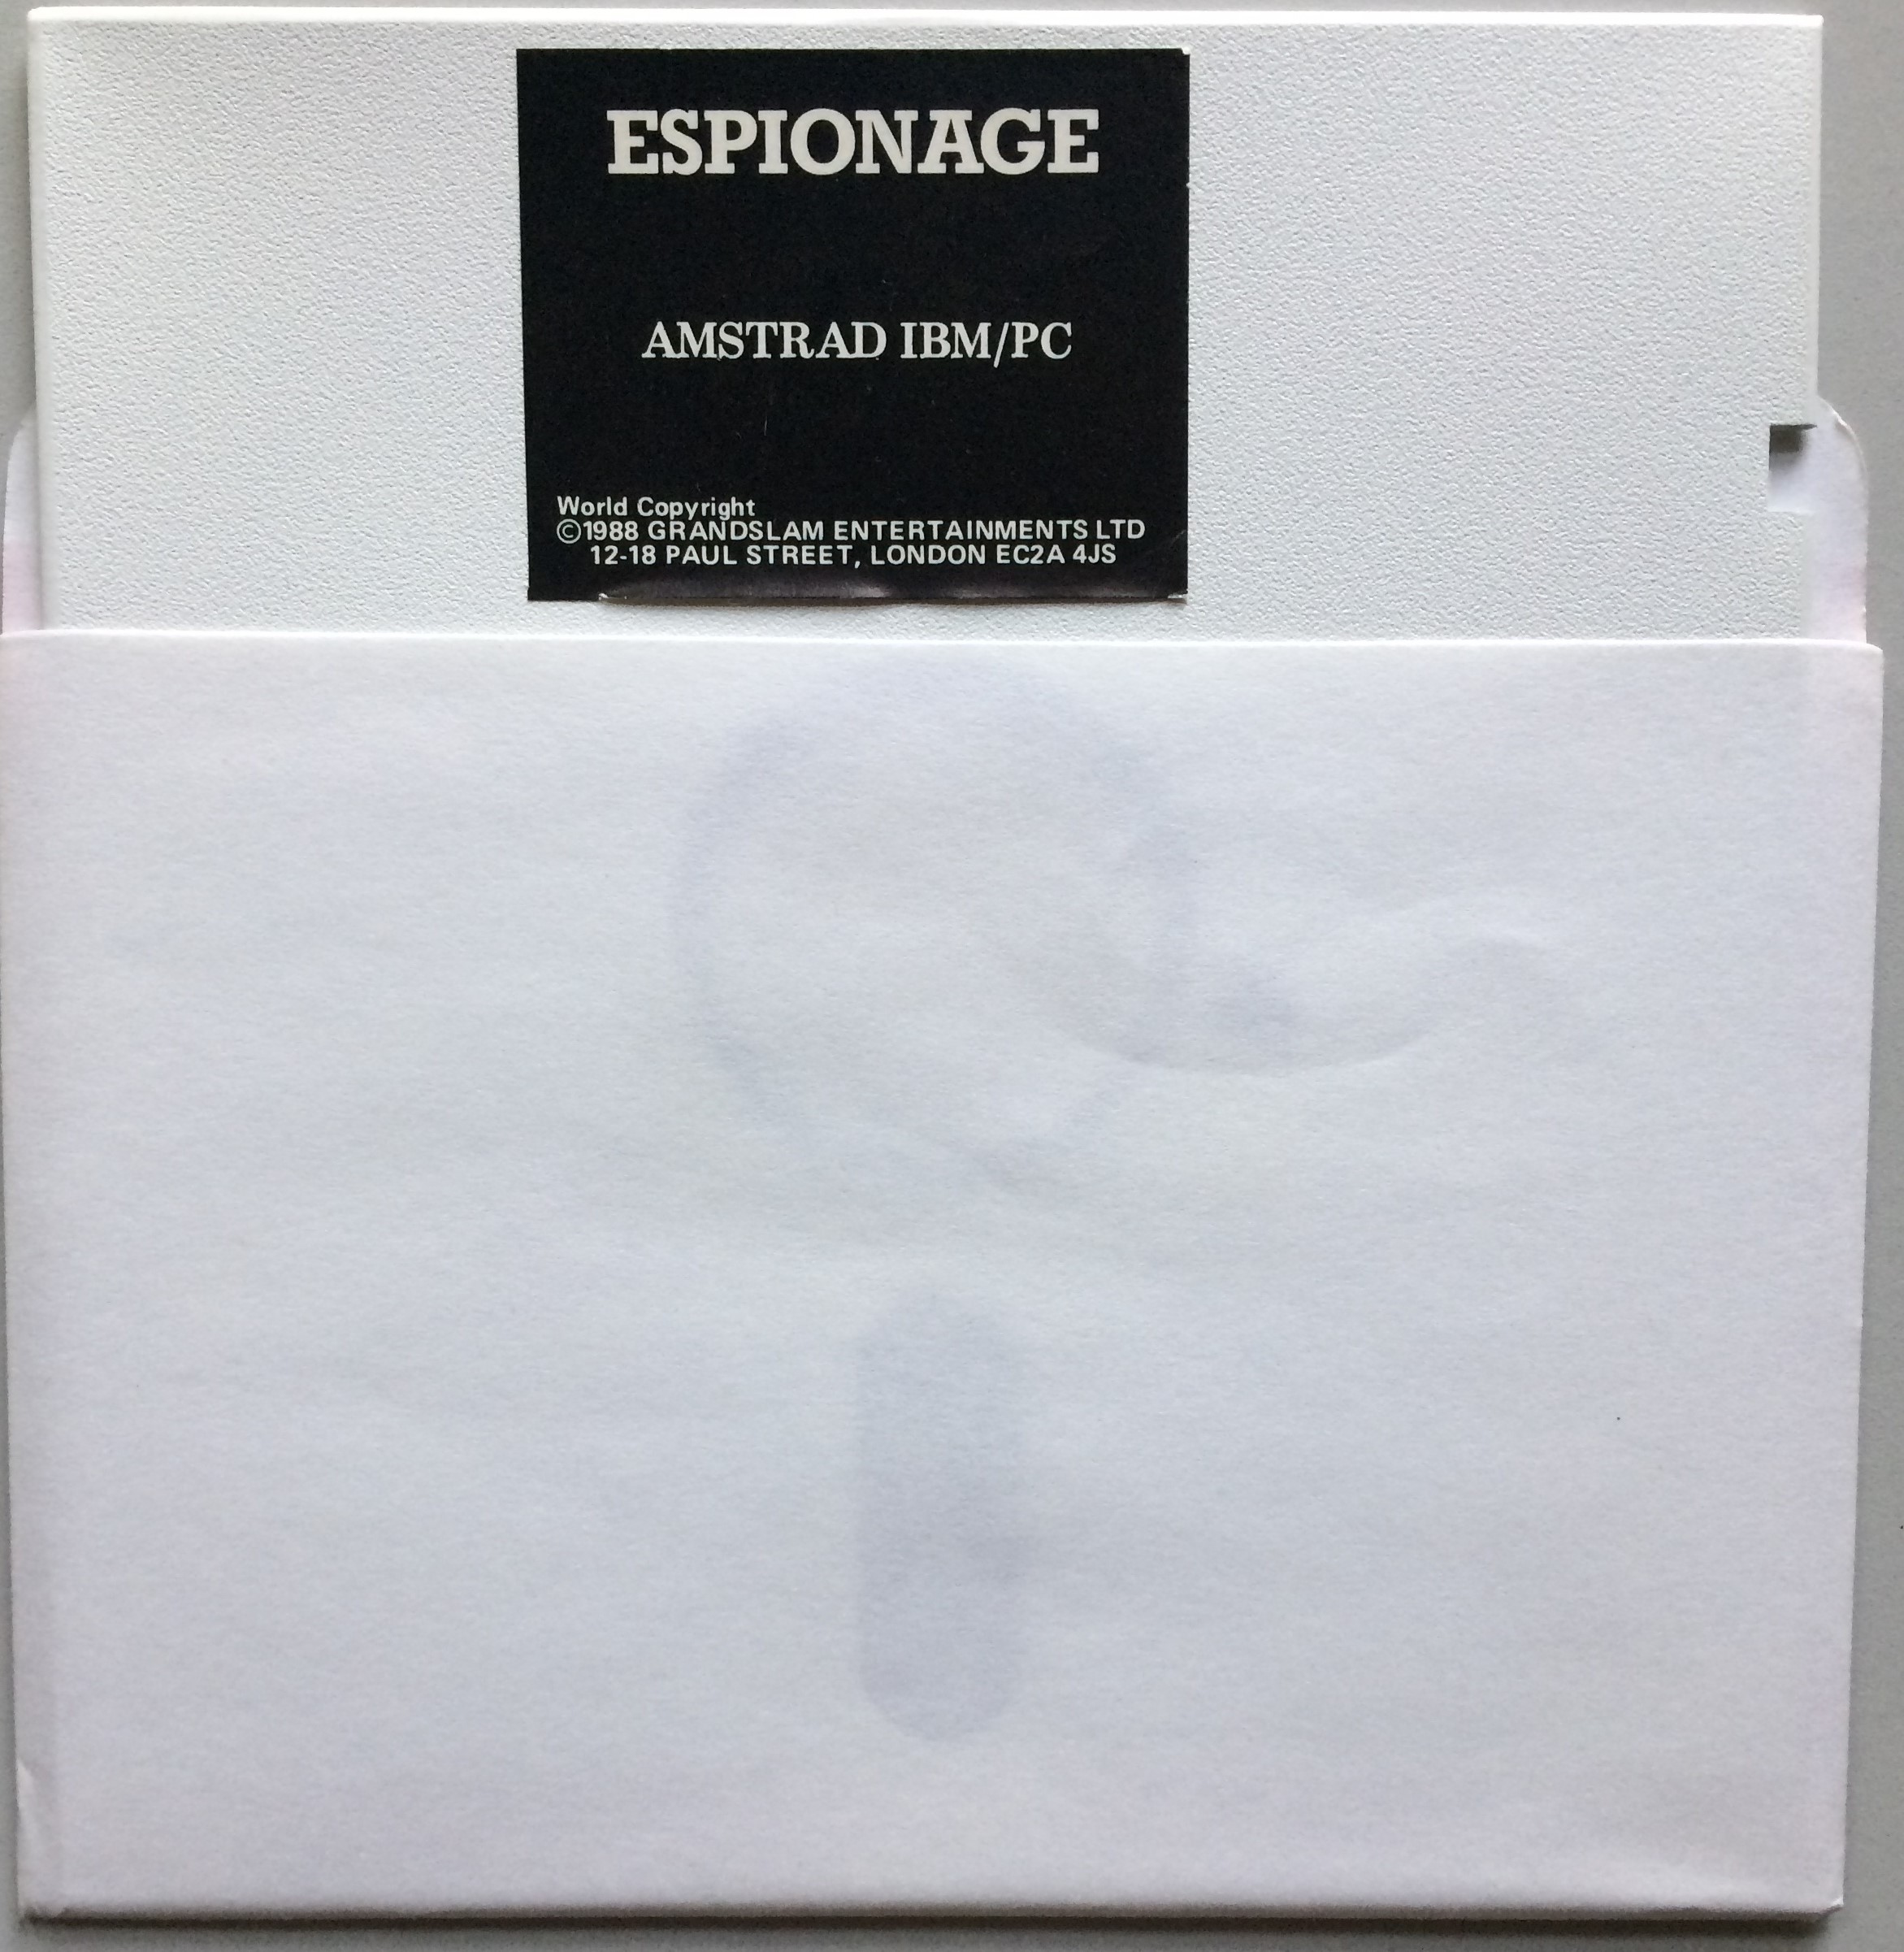 ESPIONAGE
AMSTRAD IBM/PC
World Copyright
©1988 GRANDSLAM ENTERTAINMENTS LTD
12-18 PAUL STREET, LONDON EC2A 4JS